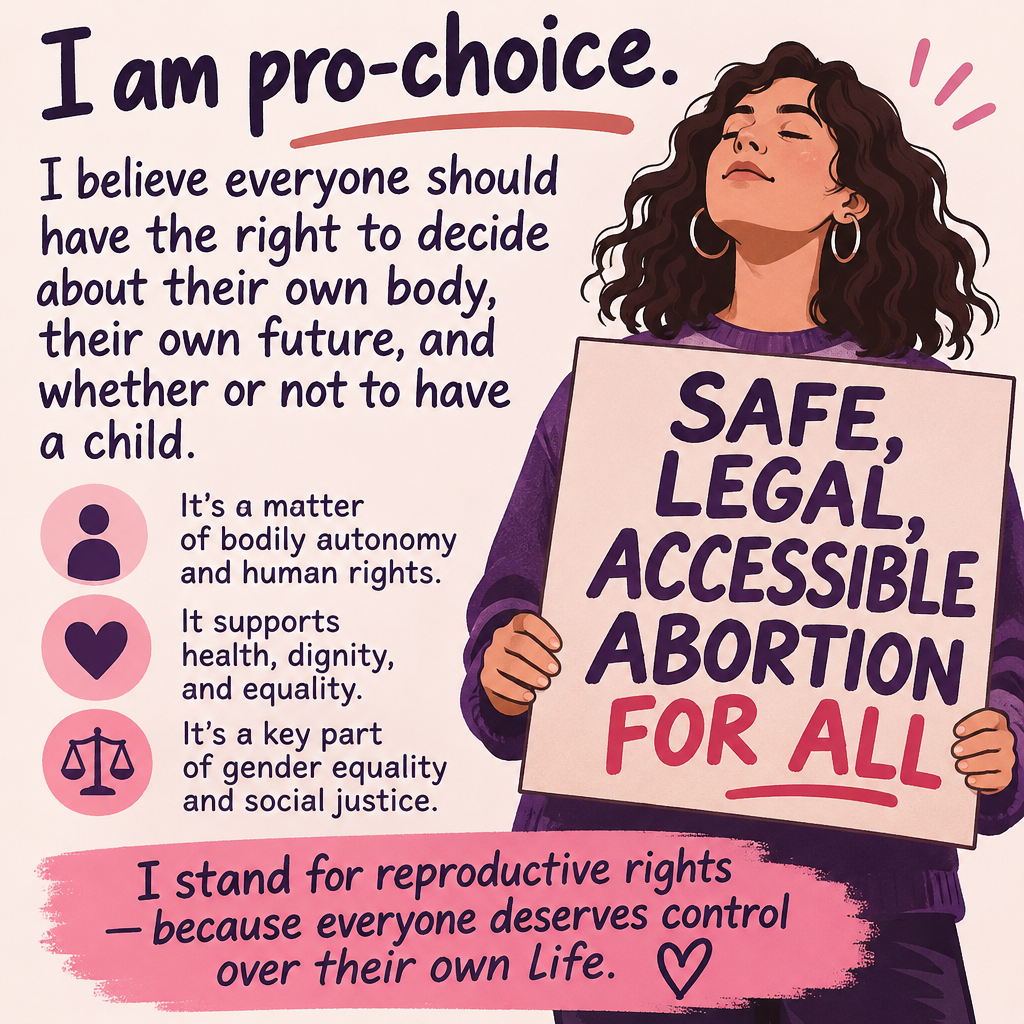 I am pro-choice.
I believe everyone should
have the right to decide
about their own body,
their own future, and
whether or not to have
a child.
It's a matter
of bodily autonomy
and human rights.
It supports
health, dignity,
and equality.
It's a key part
of gender equality
and social justice.
SAFE,
LEGAL,
ACCESSIBLE
ABORTION
FOR ALL
I stand for reproductive rights
— because everyone deserves control
over their own Life.